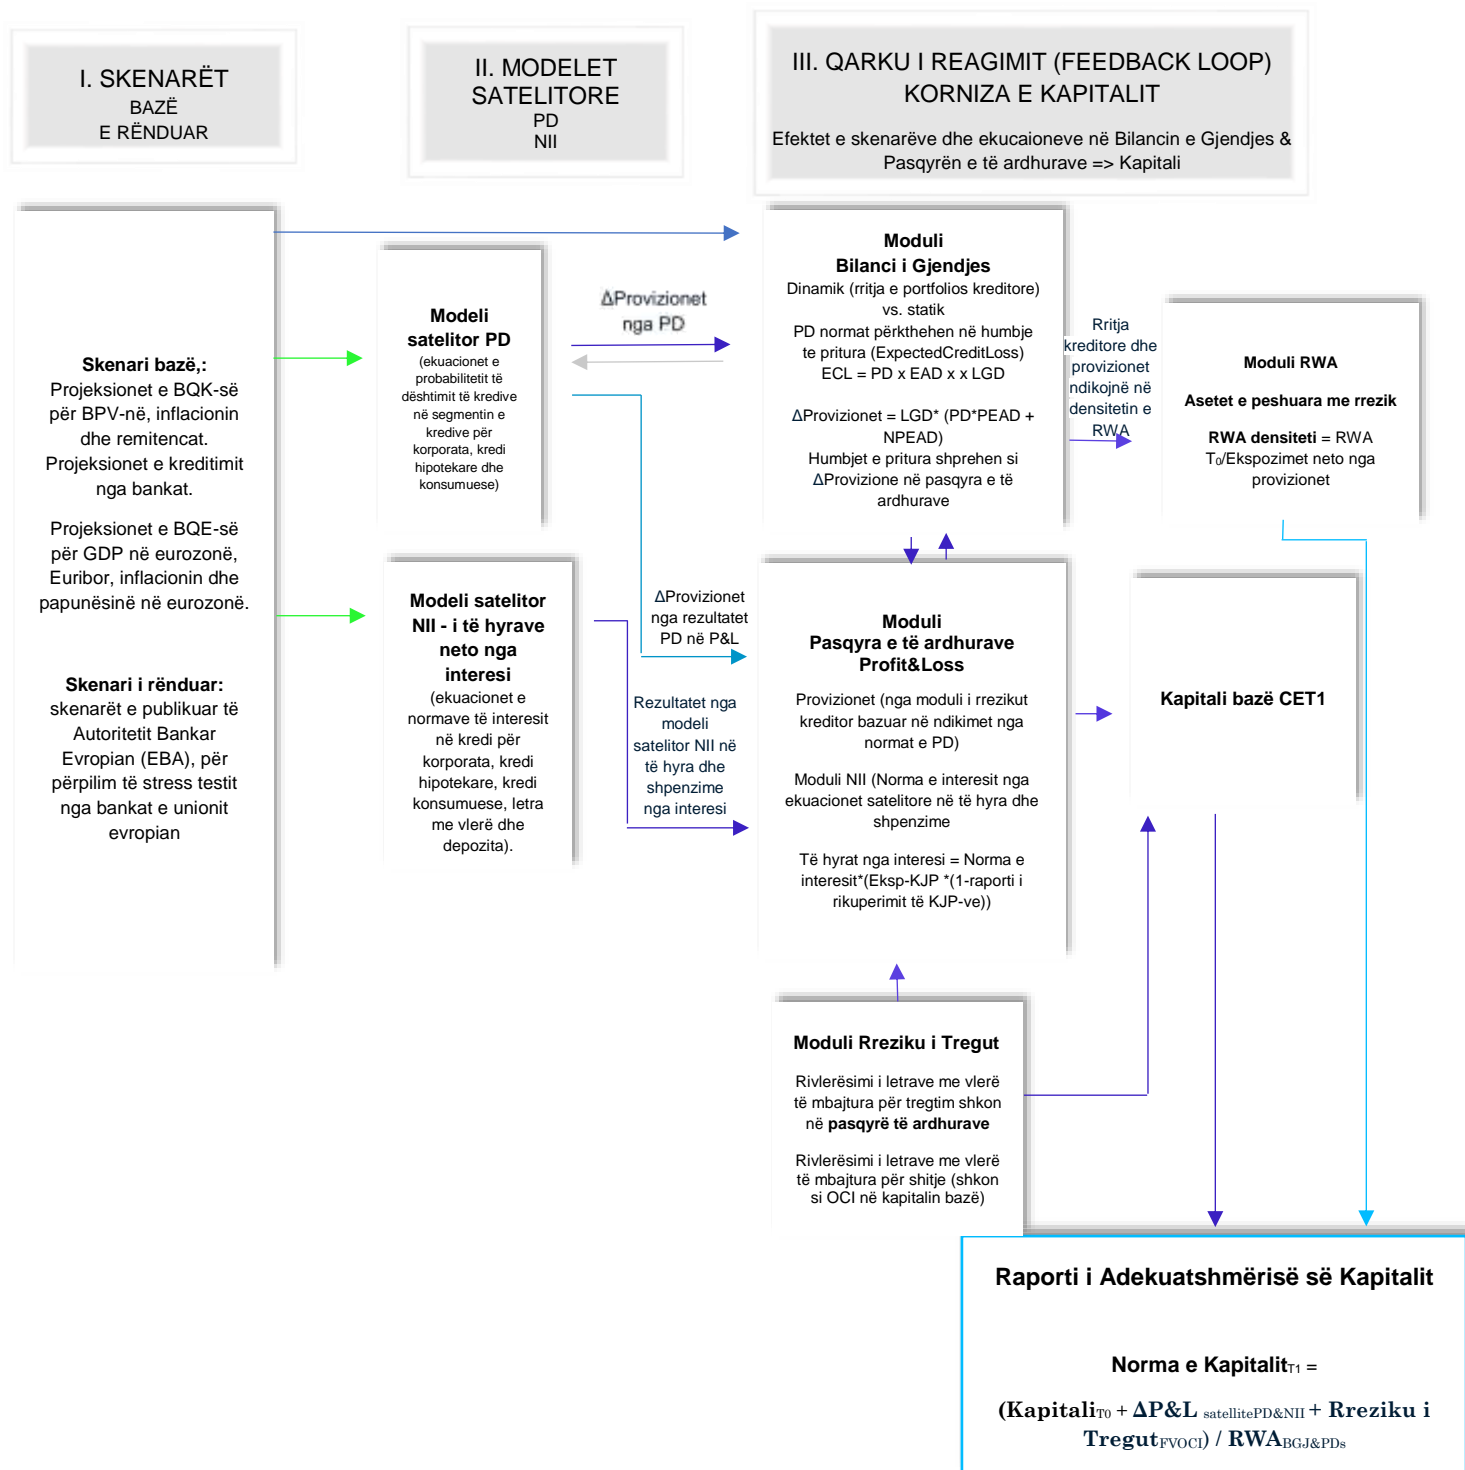 I. SKENARËT
BAZË
E RËNDUAR
II. MODELET
SATELITORE
PD
NII
III. QARKU I REAGIMIT (FEEDBACK LOOP)
KORNIZA E KAPITALIT
Efektet e skenarëve dhe ekucaioneve në Bilancin e Gjendjes &
Pasqyrën e të ardhurave => Kapitali
Skenari bazë,:
Projeksionet e BQK-së
për BPV-në, inflacionin
dhe remitencat.
Projeksionet e kreditimit
nga bankat.
Projeksionet e BQE-së
për GDP në eurozonë,
Euribor, inflacionin dhe
papunësinë në eurozonë.
Skenari i rënduar:
skenarët e publikuar të
Autoritetit Bankar
Evropian (EBA), për
përpilim të stress testit
nga bankat e unionit
evropian
Modeli
satelitor PD
(ekuacionet e
probabilitetit të
dështimit të kredive
në segmentin e
kredive për
korporata, kredi
hipotekare dhe
konsumuese)
Modeli satelitor
NII - i të hyrave
neto nga
interesi
(ekuacionet e
normave të interesit
në kredi për
korporata, kredi
hipotekare, kredi
konsumuese, letra
me vlerë dhe
depozita).
ΔProvizionet
nga PD
ΔProvizionet
nga rezultatet
PD në P&L
Rezultatet nga
modeli
satelitor NII në
të hyra dhe
shpenzime
nga interesi
Moduli
Bilanci i Gjendjes
Dinamik (rritja e portfolios kreditore)
vs. statik
PD normat përkthehen në humbje
te pritura (ExpectedCreditLoss)
ECL = PD x EAD x x LGD
ΔProvizionet = LGD* (PD*PEAD +
NPEAD)
Humbjet e pritura shprehen si
ΔProvizione në pasqyra e të
ardhurave
Rritja
kreditore dhe
provizionet
ndikojnë në
densitetin e
RWA
Moduli RWA
Asetet e peshuara me rrezik
RWA densiteti = RWA
T0/Ekspozimet neto nga
provizionet
Moduli
Pasqyra e të ardhurave
Profit&Loss
Provizionet (nga moduli i rrezikut
kreditor bazuar në ndikimet nga
normat e PD)
Moduli NII (Norma e interesit nga
ekuacionet satelitore në të hyra dhe
shpenzime
Të hyrat nga interesi = Norma e
interesit*(Eksp-KJP *(1-raporti i
rikuperimit të KJP-ve))
Kapitali bazë CET1
Moduli Rreziku i Tregut
Rivlerësimi i letrave me vlerë
të mbajtura për tregtim shkon
në pasqyrë të ardhurave
Rivlerësimi i letrave me vlerë
të mbajtura për shitje (shkon
si OCI në kapitalin bazë)
Raporti i Adekuatshmërisë së Kapitalit
Norma e KapitalitT1 =
(KapitaliT0 + ΔP&L satellitePD&NII + Rreziku i
TregutFVOCI) / RWABGJ&PDs